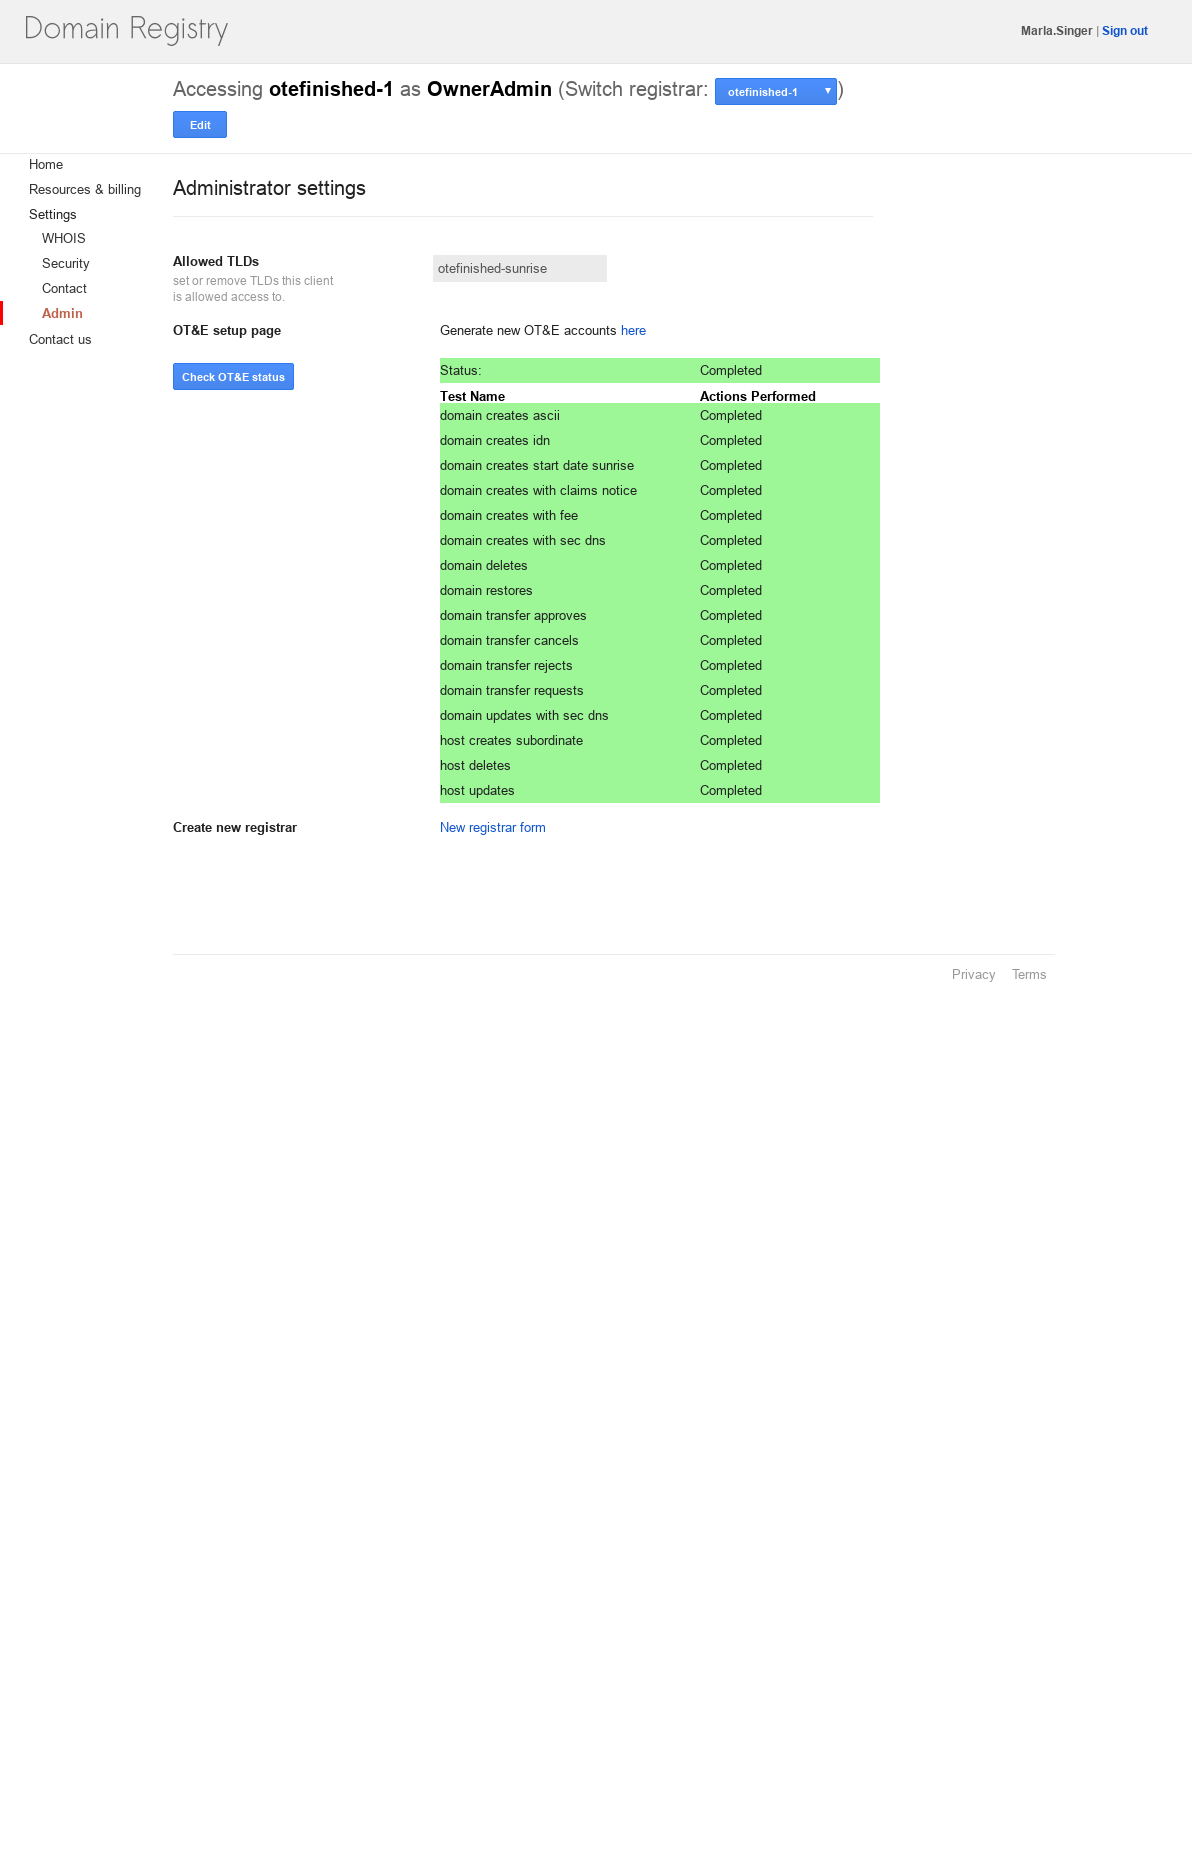 Domain Registry
Marla.Singer | Sign out
Accessing otefinished-1 as OwnerAdmin (Switch registrar: otefinished-1 ▾)
Edit
Home
Resources & billing
Settings
WHOIS
Security
Contact
Admin
Contact us
Administrator settings
Allowed TLDs
set or remove TLDs this client
is allowed access to.
otefinished-sunrise
OT&E setup page
Generate new OT&E accounts here
Check OT&E status
Status: Completed
Test Name Actions Performed
domain creates ascii Completed
domain creates idn Completed
domain creates start date sunrise Completed
domain creates with claims notice Completed
domain creates with fee Completed
domain creates with sec dns Completed
domain deletes Completed
domain restores Completed
domain transfer approves Completed
domain transfer cancels Completed
domain transfer rejects Completed
domain transfer requests Completed
domain updates with sec dns Completed
host creates subordinate Completed
host deletes Completed
host updates Completed
Create new registrar
New registrar form
Privacy Terms